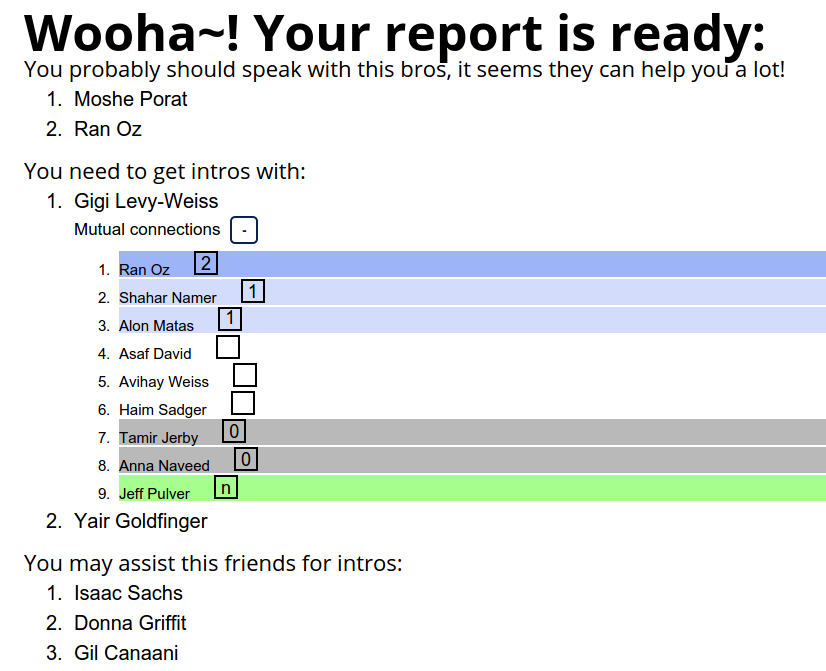 Wooha~! Your report is ready:
You probably should speak with this bros, it seems they can help you a lot!
1. Moshe Porat
2. Ran Oz
You need to get intros with:
1. Gigi Levy-Weiss
Mutual connections -
1. Ran Oz 2
2. Shahar Namer 1
3. Alon Matas 1
4. Asaf David
5. Avihay Weiss
6. Haim Sadger
7. Tamir Jerby 0
8. Anna Naveed 0
9. Jeff Pulver n
2. Yair Goldfinger
You may assist this friends for intros:
1. Isaac Sachs
2. Donna Griffit
3. Gil Canaani